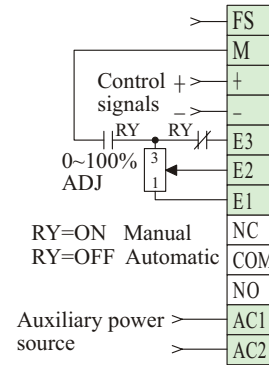 FS
M
Control + +
signals
– –
RY RY E3
0~100% 3 E2
ADJ 1
E1
RY=ON Manual NC
RY=OFF Automatic COM
NO
Auxiliary power AC1
source AC2